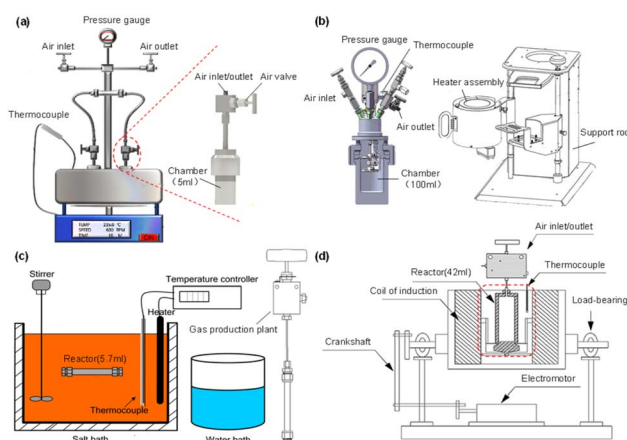 (a)
Pressure gauge
Air inlet
Air outlet
Thermocouple
Air inlet/outlet
Air valve
Chamber
(5ml)
(b)
Pressure gauge
Thermocouple
Air inlet
Air outlet
Chamber
(100ml)
Heater assembly
Support rod
(c)
Stirrer
Temperature controller
Heater
Gas production plant
Reactor(5.7ml)
Thermocouple
Salt bath
Water bath
(d)
Air inlet/outlet
Reactor(42ml)
Thermocouple
Coil of induction
Load-bearing
Crankshaft
Electromotor